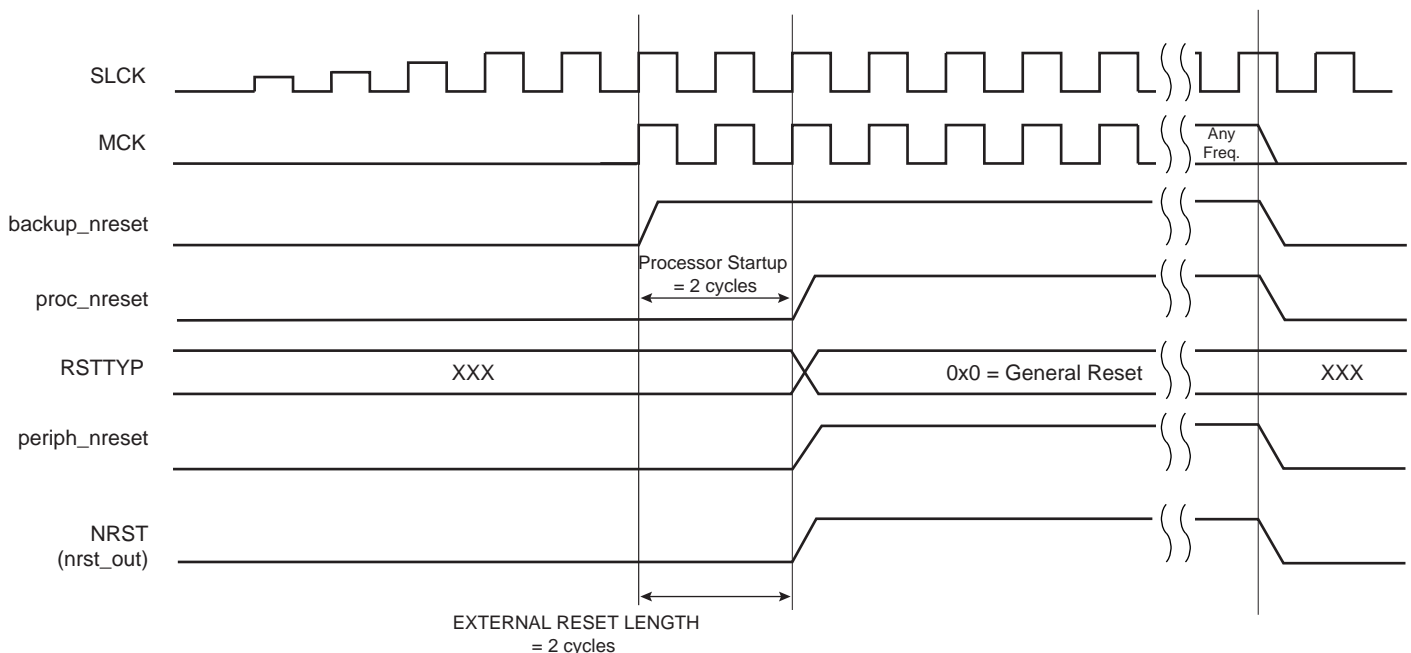 SLCK
MCK
Any
Freq.
backup_nreset
Processor Startup
= 2 cycles
proc_nreset
RSTTYP
XXX
0x0 = General Reset
XXX
periph_nreset
NRST
(nrst_out)
EXTERNAL RESET LENGTH
= 2 cycles